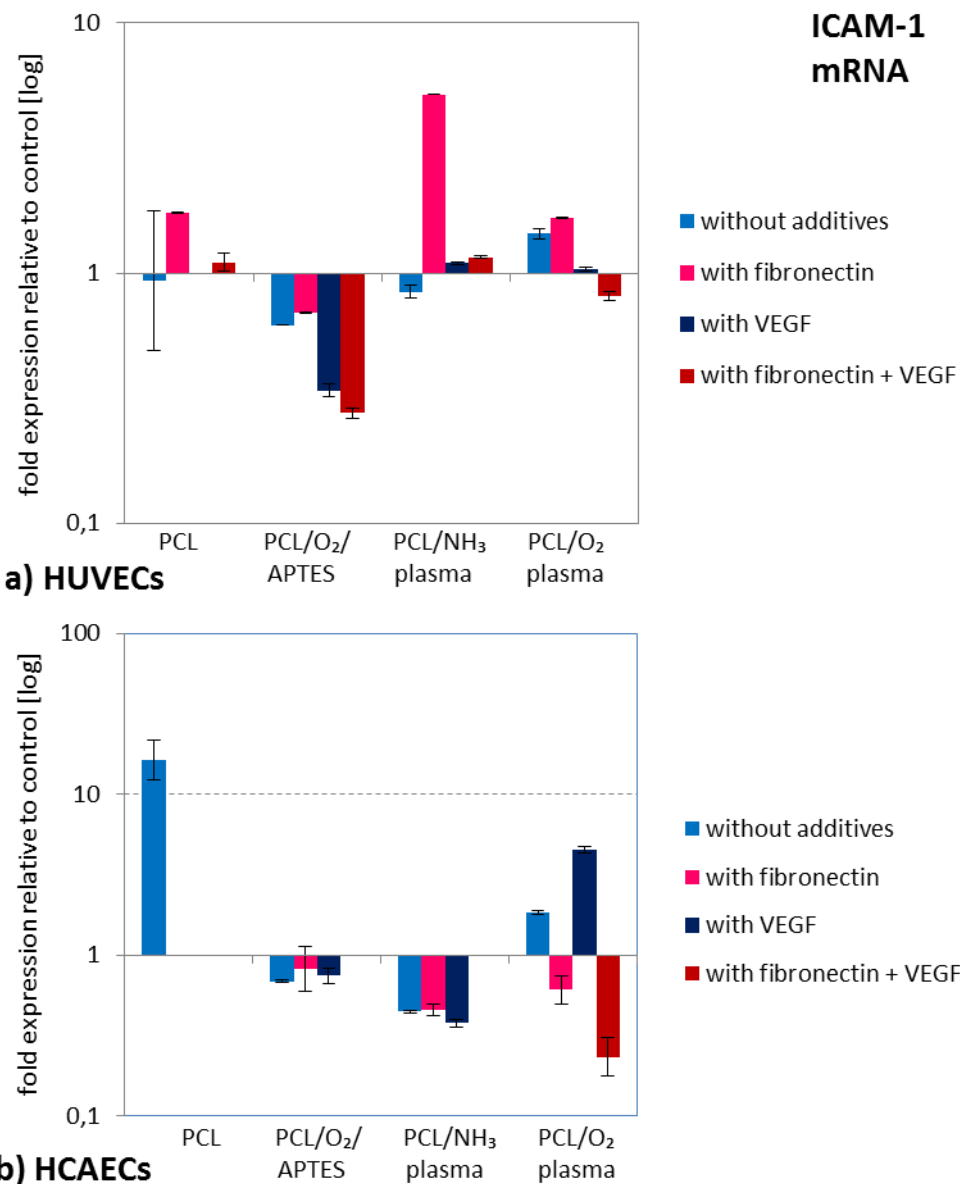 ICAM-1
mRNA
fold expression relative to control [log]
10
1
0,1
PCL
PCL/O₂/
APTES
PCL/NH₃
plasma
PCL/O₂
plasma
without additives
with fibronectin
with VEGF
with fibronectin + VEGF
a) HUVECs
fold expression relative to control [log]
100
10
1
0,1
PCL
PCL/O₂/
APTES
PCL/NH₃
plasma
PCL/O₂
plasma
without additives
with fibronectin
with VEGF
with fibronectin + VEGF
b) HCAECs